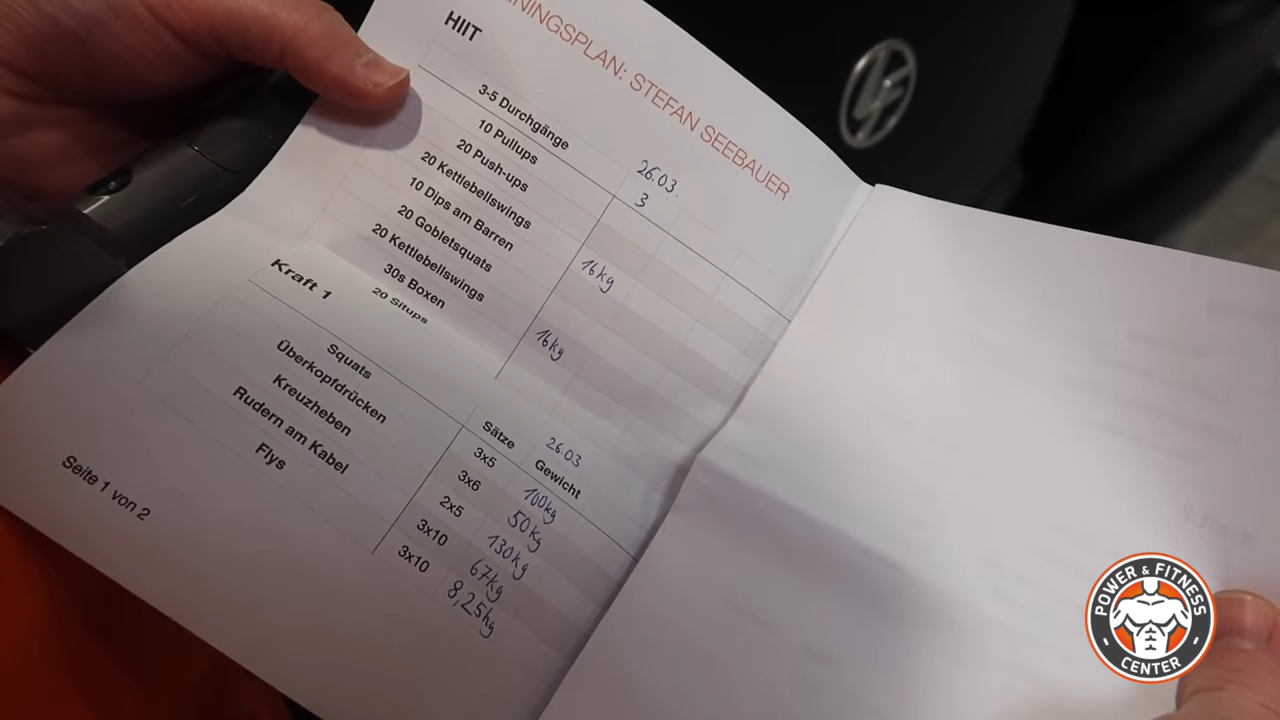 NINGSPLAN: STEFAN SEEBAUER
HIIT
26.03.
3-5 Durchgänge 3
10 Pullups
20 Push-ups
20 Kettlebellswings 16kg
10 Dips am Barren
20 Gobletsquats
20 Kettlebellswings 16kg
30s Boxen
20 Situps
Kraft 1
26.03
Sätze Gewicht
Squats 3x5 100kg
Überkopfdrücken 3x6 50kg
Kreuzheben 2x5 130kg
Rudern am Kabel 3x10 67kg
Flys 3x10 8,25kg
Seite 1 von 2
POWER & FITNESS
CENTER